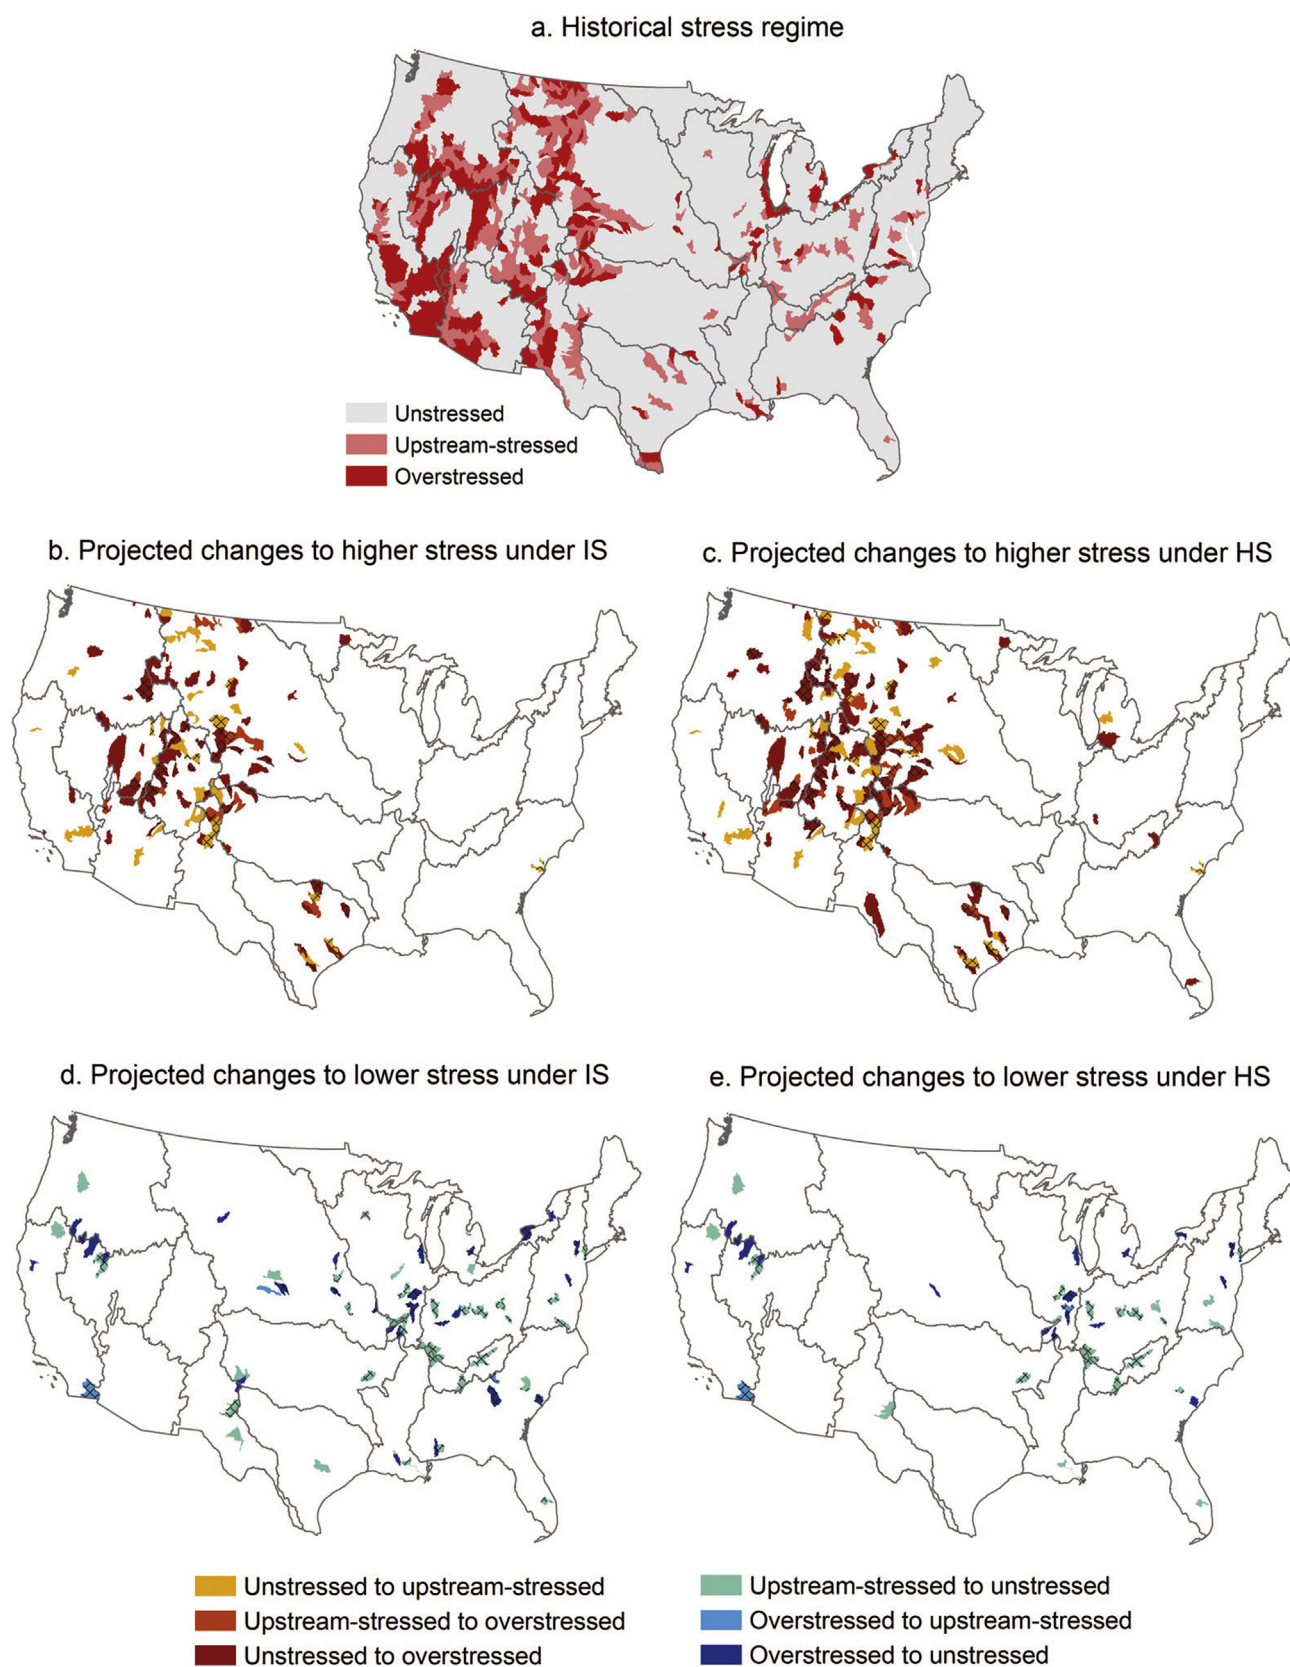 a. Historical stress regime
Unstressed
Upstream-stressed
Overstressed
b. Projected changes to higher stress under IS
c. Projected changes to higher stress under HS
d. Projected changes to lower stress under IS
e. Projected changes to lower stress under HS
Unstressed to upstream-stressed
Upstream-stressed to overstressed
Unstressed to overstressed
Upstream-stressed to unstressed
Overstressed to upstream-stressed
Overstressed to unstressed